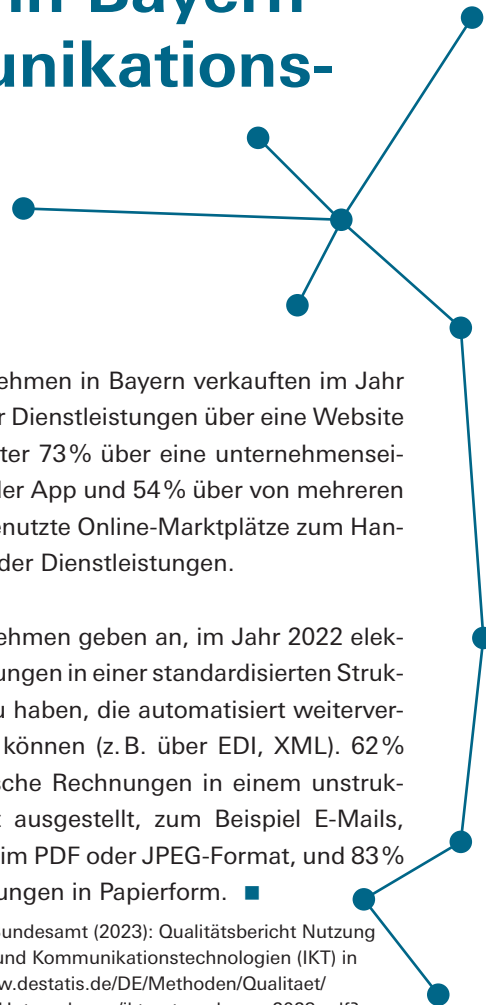 in Bayern
unikations-
ehmen in Bayern verkauften im Jahr
r Dienstleistungen über eine Website
ter 73 % über eine unternehmensei-
ler App und 54 % über von mehreren
enutzte Online-Marktplätze zum Han-
der Dienstleistungen.
ehmen geben an, im Jahr 2022 elek-
ungen in einer standardisierten Struk-
u haben, die automatisiert weiterver-
können (z. B. über EDI, XML). 62 %
sche Rechnungen in einem unstruk-
t ausgestellt, zum Beispiel E-Mails,
im PDF oder JPEG-Format, und 83 %
ungen in Papierform. ■
undesamt (2023): Qualitätsbericht Nutzung
und Kommunikationstechnologien (IKT) in
w.destatis.de/DE/Methoden/Qualitaet/